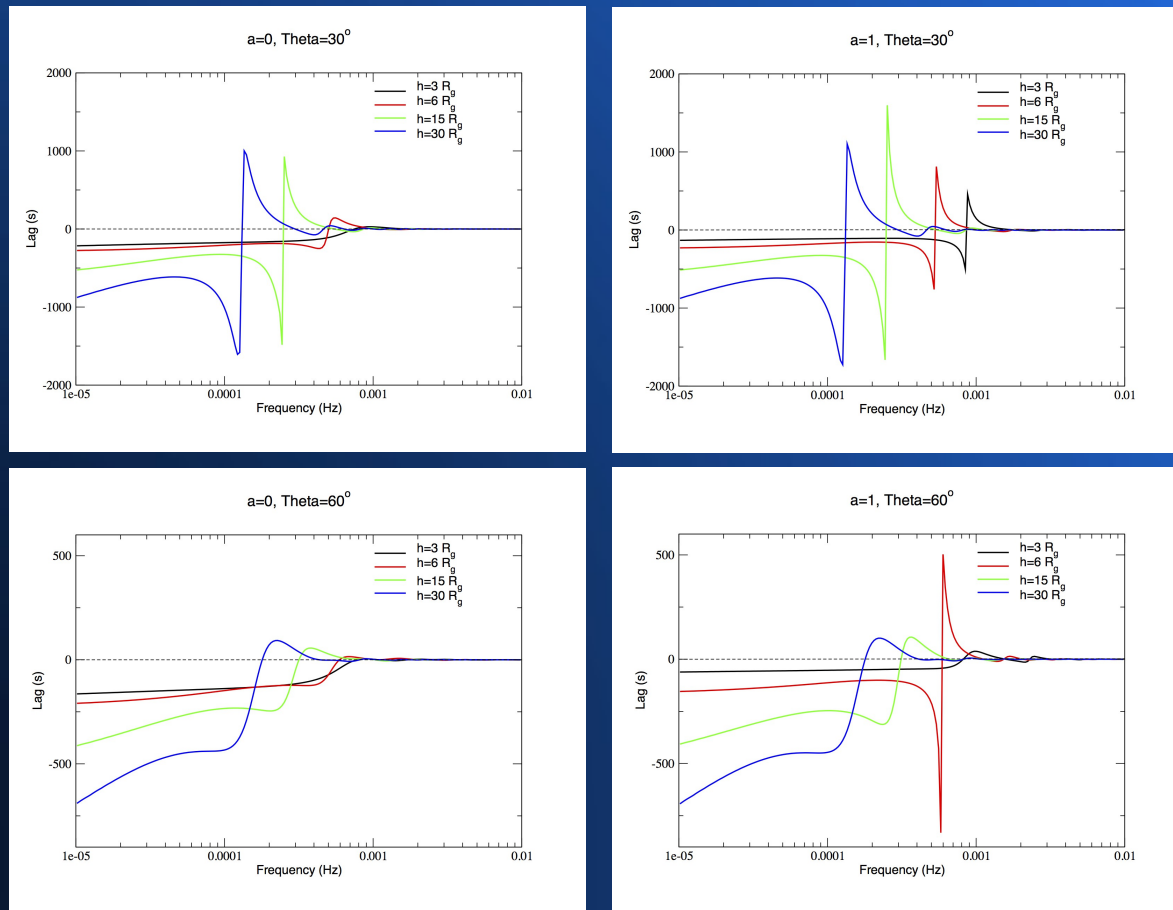 a=0, Theta=30°
2000
1000
0
-1000
-2000
Lag (s)
h=3 Rg
h=6 Rg
h=15 Rg
h=30 Rg
1e-05 0.0001 0.001 0.01
Frequency (Hz)
a=1, Theta=30°
2000
1000
0
-1000
-2000
Lag (s)
h=3 Rg
h=6 Rg
h=15 Rg
h=30 Rg
1e-05 0.0001 0.001 0.01
Frequency (Hz)
a=0, Theta=60°
500
0
-500
Lag (s)
h=3 Rg
h=6 Rg
h=15 Rg
h=30 Rg
1e-05 0.0001 0.001 0.01
Frequency (Hz)
a=1, Theta=60°
500
0
-500
Lag (s)
h=3 Rg
h=6 Rg
h=15 Rg
h=30 Rg
1e-05 0.0001 0.001 0.01
Frequency (Hz)